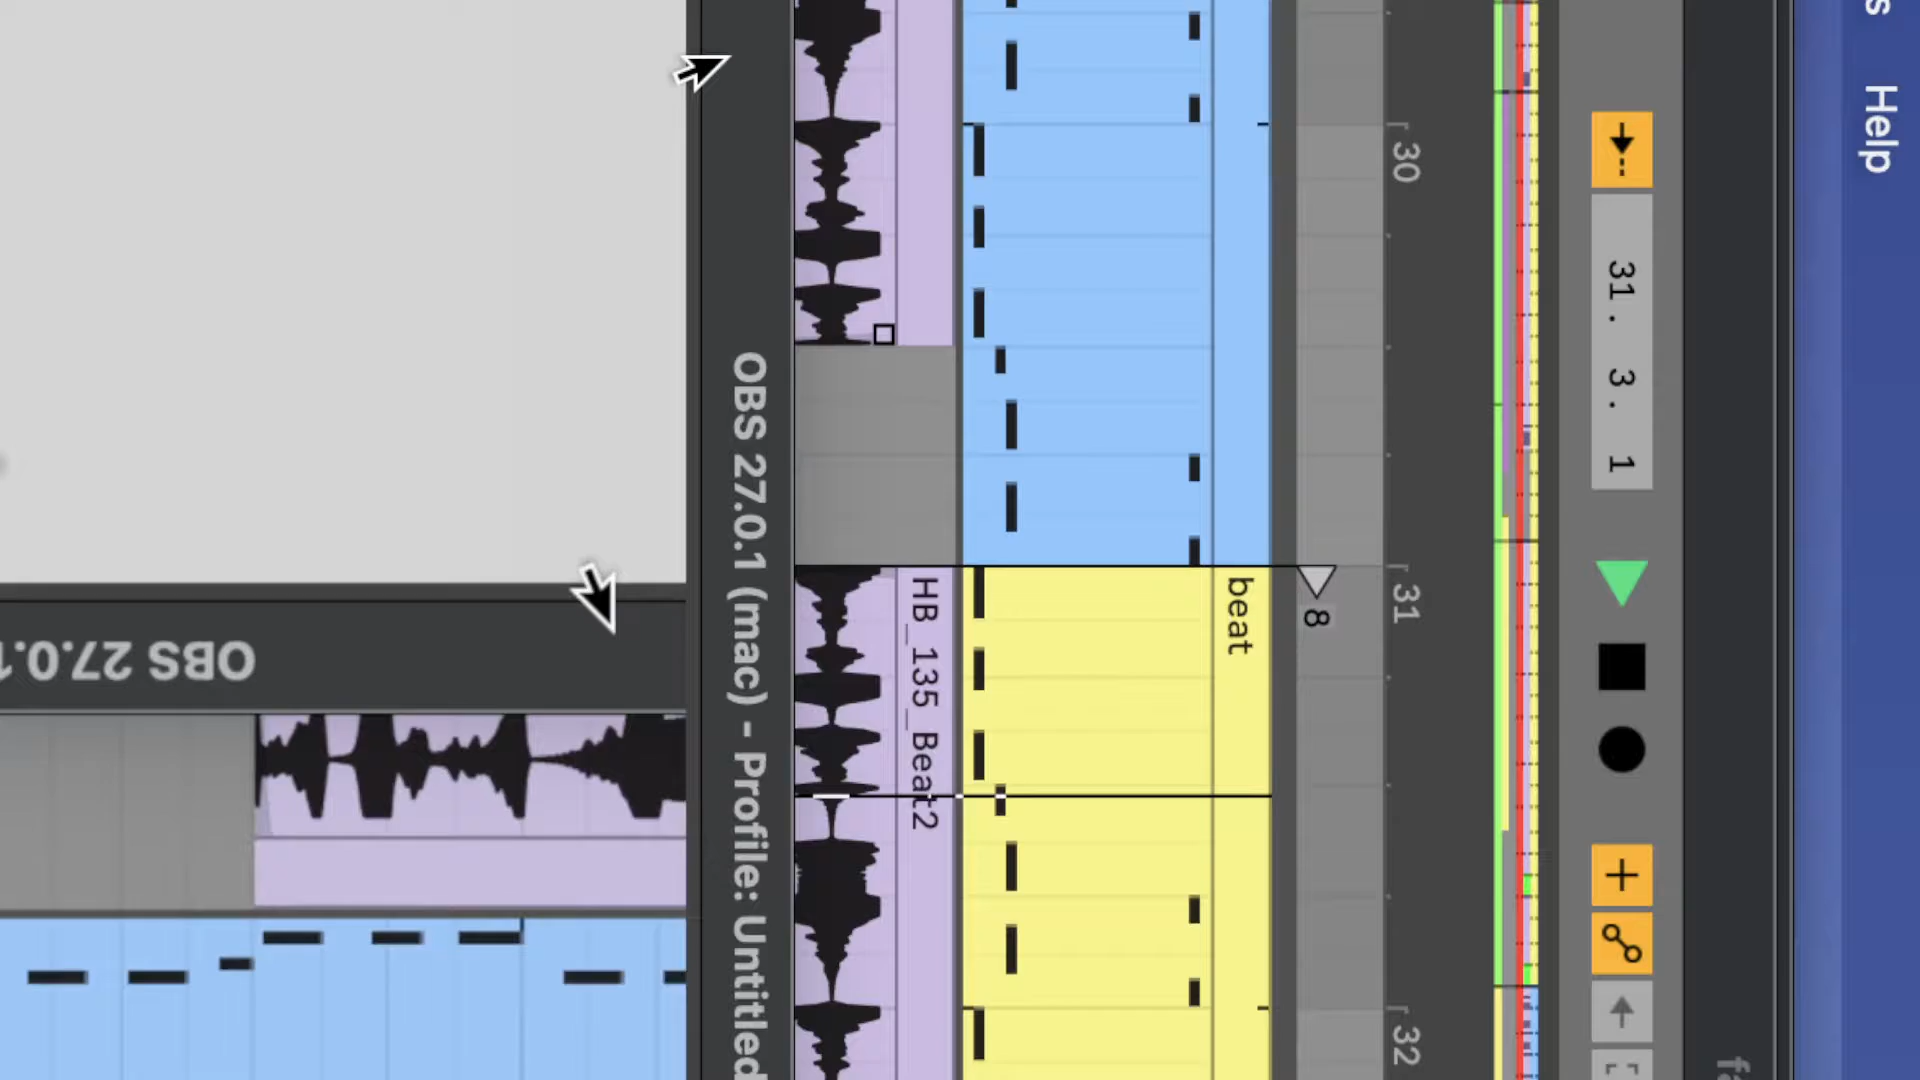 s Help
31. 3. 1
30
31
32
8
beat
HB_135_Beat2
OBS 27.0.1 (mac) - Profile: Untitled
OBS 27.0.1